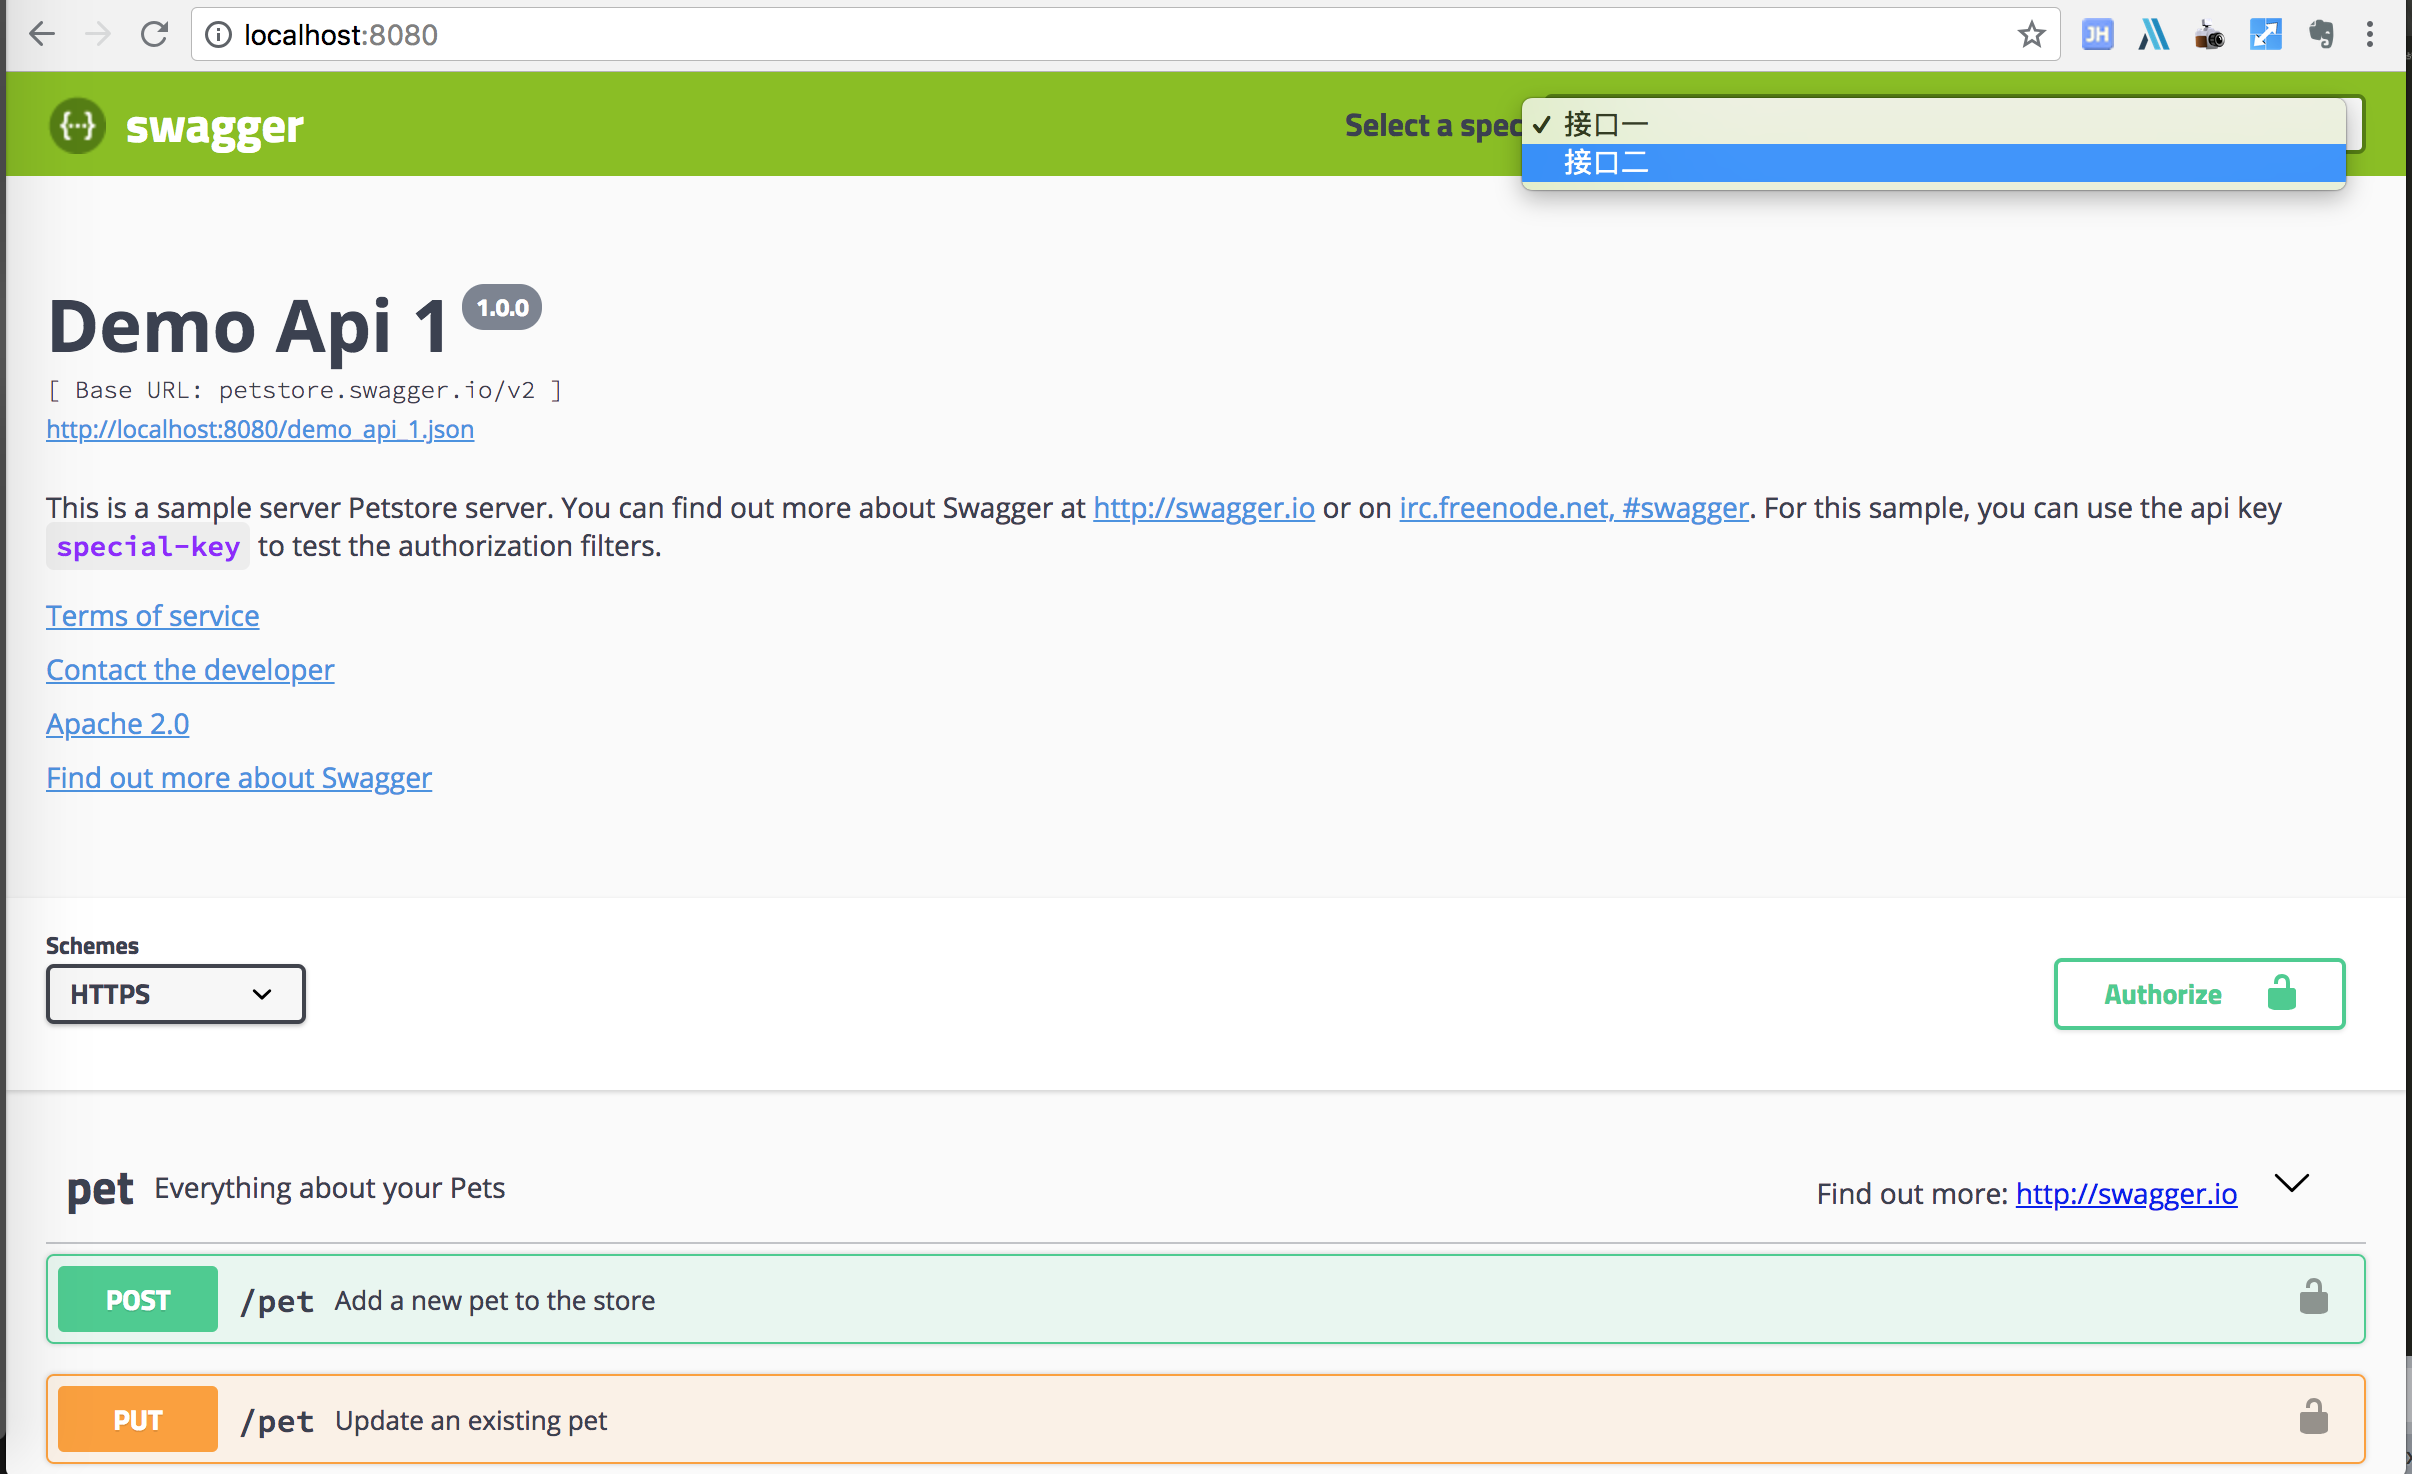 localhost:8080
JH
{···} swagger
Select a spec
✓ 接口一
接口二
Demo Api 1 1.0.0
[ Base URL: petstore.swagger.io/v2 ]
http://localhost:8080/demo_api_1.json
This is a sample server Petstore server. You can find out more about Swagger at http://swagger.io or on irc.freenode.net, #swagger. For this sample, you can use the api key
special-key to test the authorization filters.
Terms of service
Contact the developer
Apache 2.0
Find out more about Swagger
Schemes
HTTPS
Authorize
pet Everything about your Pets
Find out more: http://swagger.io
POST /pet Add a new pet to the store
PUT /pet Update an existing pet